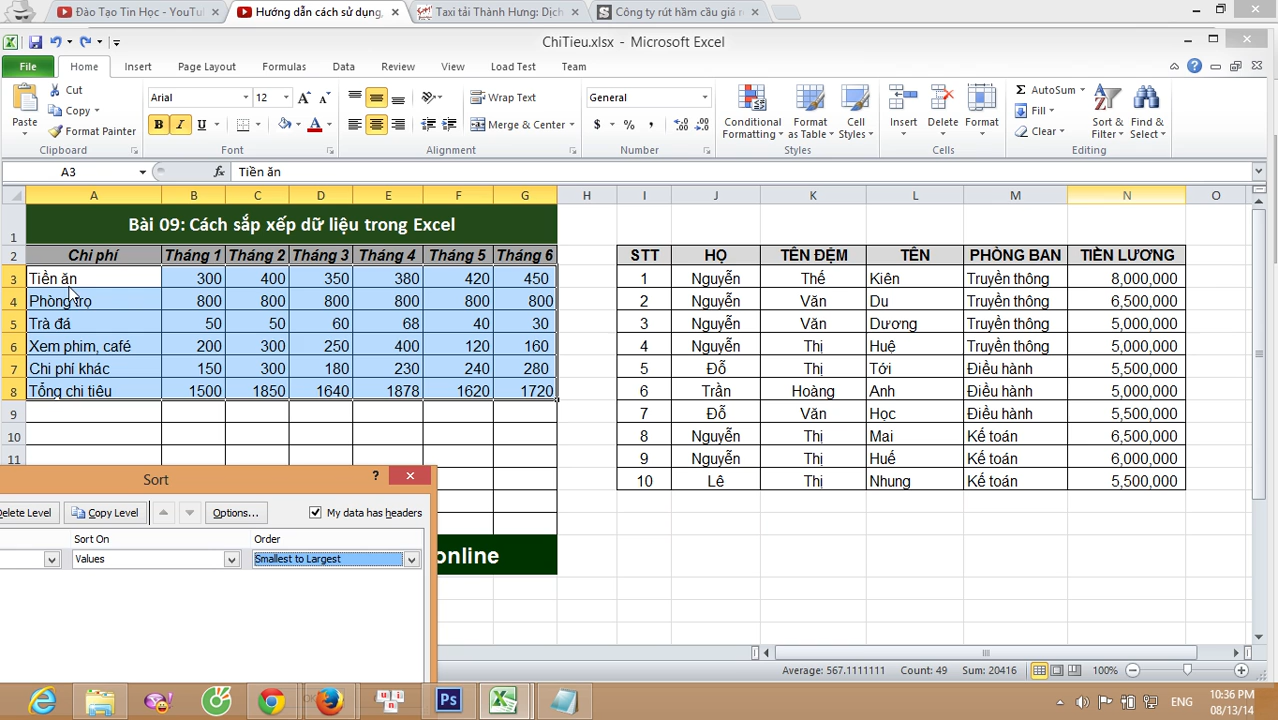 Đào Tạo Tin Học - YouTu
Hướng dẫn cách sử dụng,
Taxi tải Thành Hưng: Dịch
Công ty rút hầm cầu giá r
ChiTieu.xlsx - Microsoft Excel
File Home Insert Page Layout Formulas Data Review View Load Test Team
Paste
Cut
Copy
Format Painter
Clipboard
Arial 12
B I U
Font
Wrap Text
Merge & Center
Alignment
General
$ % ,
Number
Conditional Formatting
Format as Table
Cell Styles
Styles
Insert Delete Format
Cells
AutoSum
Fill
Clear
Sort & Filter
Find & Select
Editing
A3 fx Tiền ăn
A B C D E F G H I J K L M N O
1 Bài 09: Cách sắp xếp dữ liệu trong Excel
2 Chi phí Tháng 1 Tháng 2 Tháng 3 Tháng 4 Tháng 5 Tháng 6 STT HỌ TÊN ĐỆM TÊN PHÒNG BAN TIỀN LƯƠNG
3 Tiền ăn 300 400 350 380 420 450 1 Nguyễn Thế Kiên Truyền thông 8,000,000
4 Phòng trọ 800 800 800 800 800 800 2 Nguyễn Văn Du Truyền thông 6,500,000
5 Trà đá 50 50 60 68 40 30 3 Nguyễn Văn Dương Truyền thông 5,000,000
6 Xem phim, café 200 300 250 400 120 160 4 Nguyễn Thị Huệ Truyền thông 5,000,000
7 Chi phí khác 150 300 180 230 240 280 5 Đỗ Thị Tới Điều hành 5,500,000
8 Tổng chi tiêu 1500 1850 1640 1878 1620 1720 6 Trần Hoàng Anh Điều hành 5,000,000
9 7 Đỗ Văn Học Điều hành 5,500,000
10 8 Nguyễn Thị Mai Kế toán 6,500,000
11 9 Nguyễn Thị Huế Kế toán 6,000,000
10 Lê Thị Nhung Kế toán 5,500,000
Sort ?
elete Level Copy Level Options... My data has headers
Sort On Order
Values Smallest to Largest
online
Average: 567.1111111 Count: 49 Sum: 20416 100%
Ps
ENG
10:36 PM
08/13/14